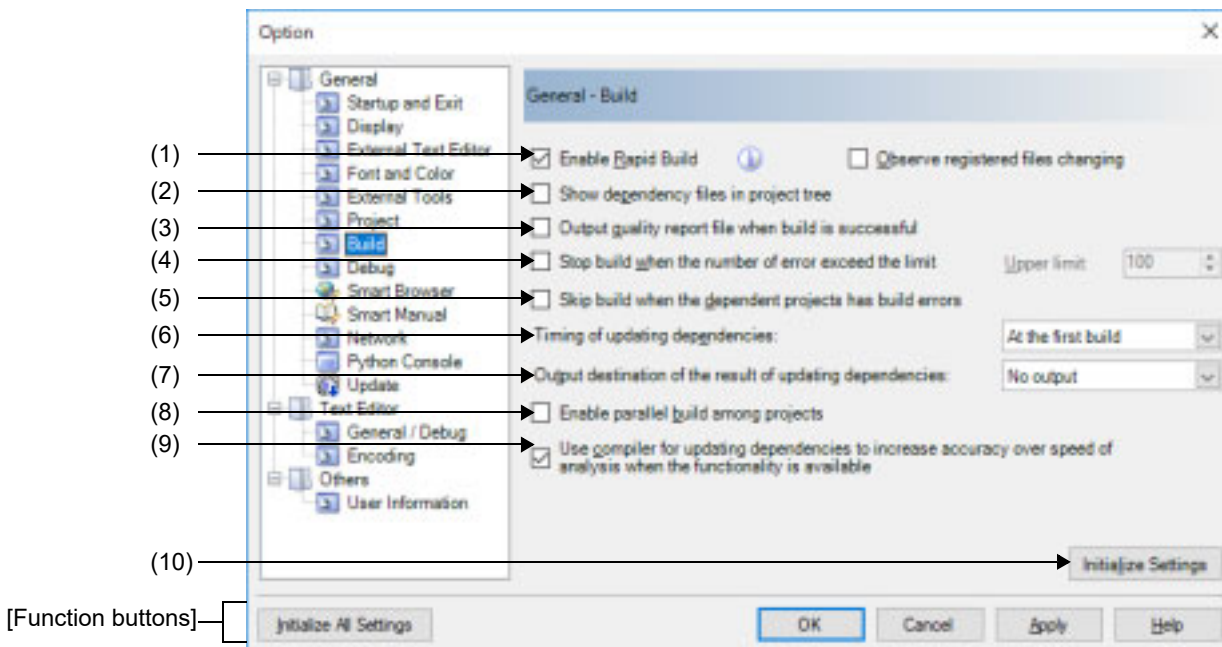 Option
General
Startup and Exit
Display
External Text Editor
Font and Color
External Tools
Project
Build
Debug
Smart Browser
Smart Manual
Network
Python Console
Update
Text Editor
General / Debug
Encoding
Others
User Information
General - Build
(1)
Enable Rapid Build
Observe registered files changing
(2)
Show dependency files in project tree
(3)
Output quality report file when build is successful
(4)
Stop build when the number of error exceed the limit
Upper limit: 100
(5)
Skip build when the dependent projects has build errors
(6)
Timing of updating dependencies: At the first build
(7)
Output destination of the result of updating dependencies: No output
(8)
Enable parallel build among projects
(9)
Use compiler for updating dependencies to increase accuracy over speed of
analysis when the functionality is available
(10)
Initialize Settings
[Function buttons]
Initialize All Settings
OK
Cancel
Apply
Help